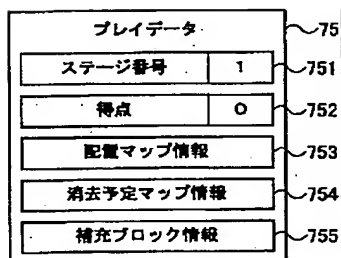 プレイデータ 75
ステージ番号 1 751
得点 0 752
配置マップ情報 753
消去予定マップ情報 754
補充ブロック情報 755